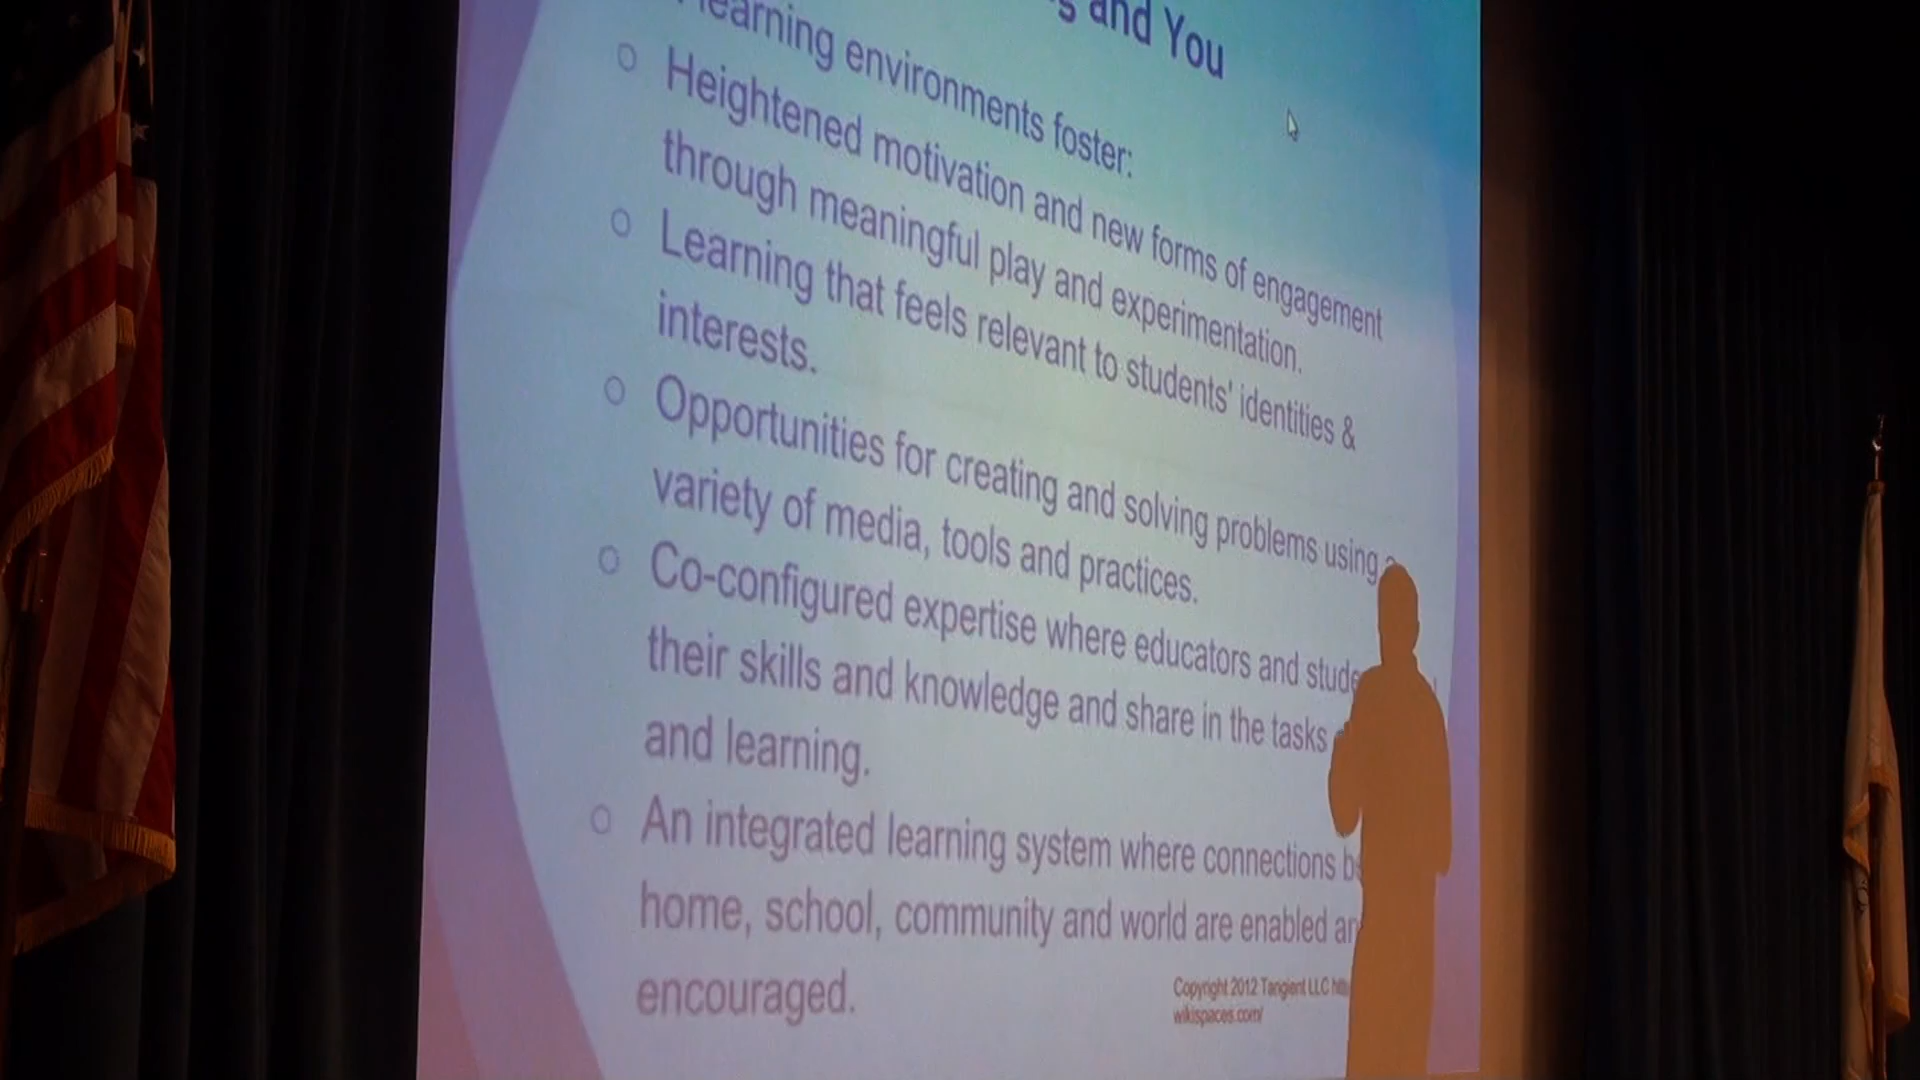 and You
learning environments foster:
Heightened motivation and new forms of engagement
through meaningful play and experimentation.
Learning that feels relevant to students' identities &
interests.
Opportunities for creating and solving problems using
variety of media, tools and practices.
Co-configured expertise where educators and
their skills and knowledge and share in the tasks
and learning.
An integrated learning system where connections
home, school, community and world are enabled
encouraged.
Copyright 2012 Tangient LLC
wikispaces.com/